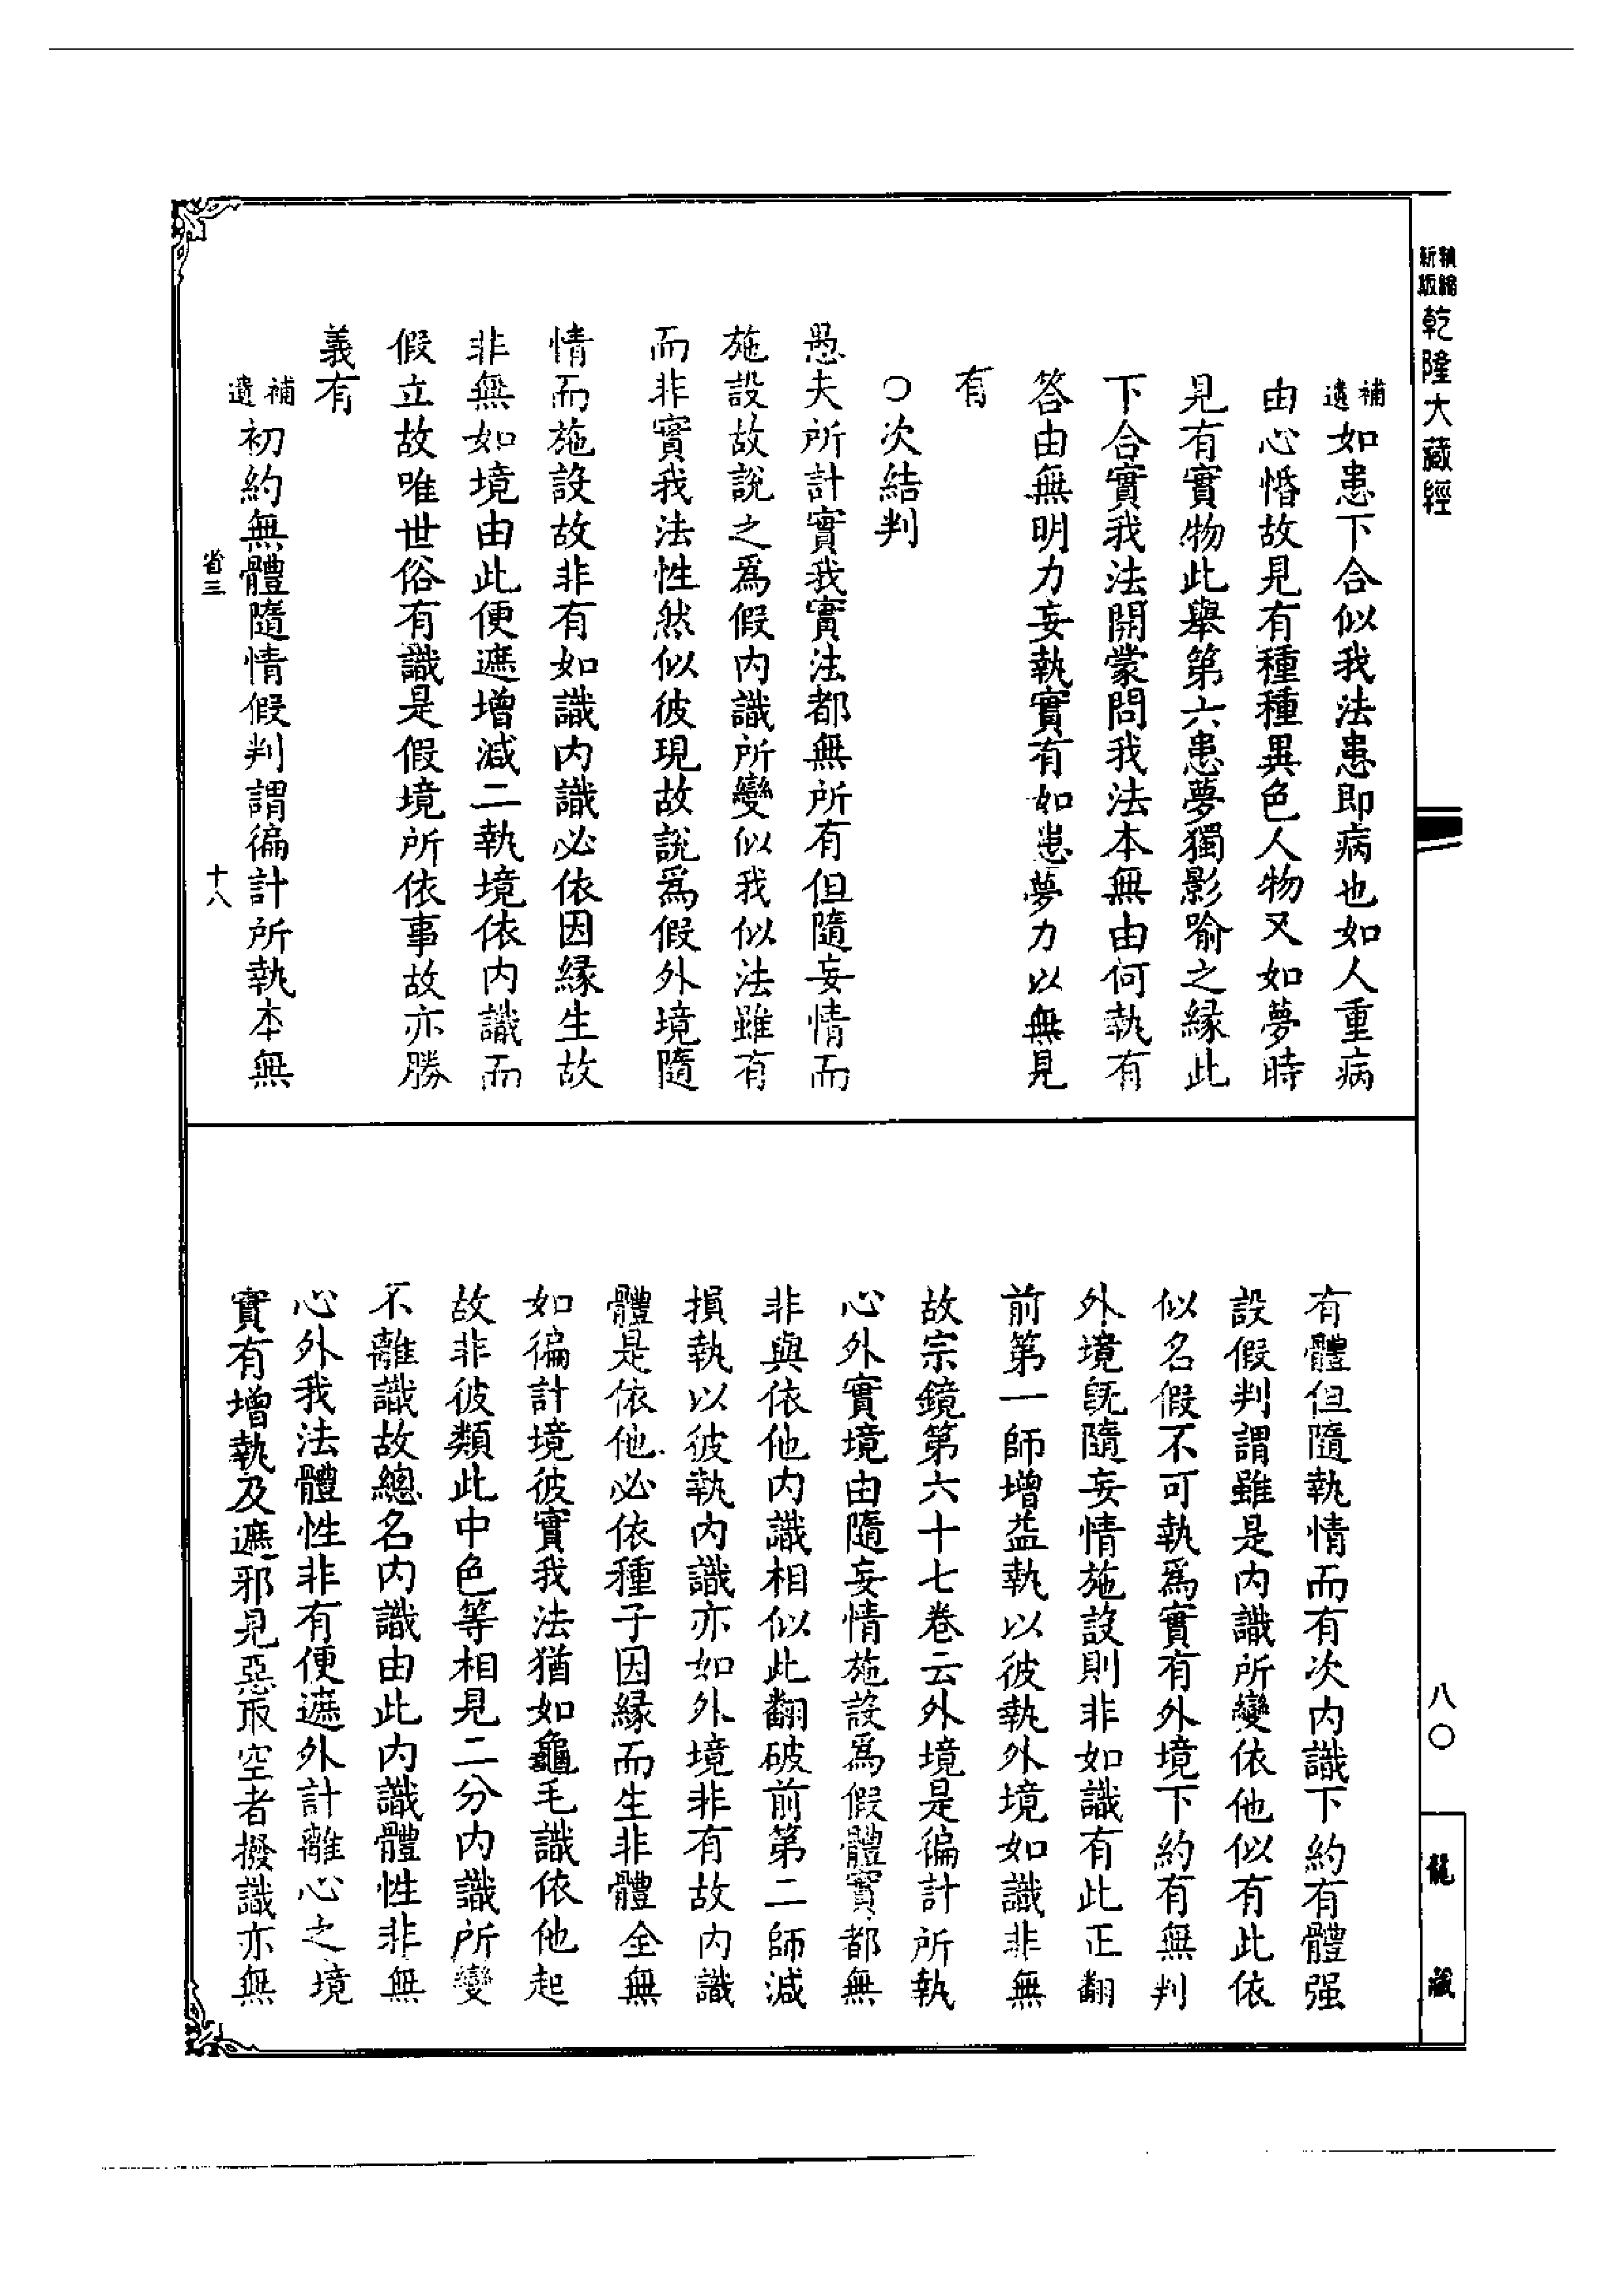 精縮新版乾隆大藏經
補遺如患下合似我法患即病也如人重病
由心惛故見有種種異色人物又如夢時
見有實物此舉第六患夢獨影喻之緣此
下合實我法開蒙問我法本無由何執有
答由無明力妄執實有如患夢力以無見
有
○次結判
愚夫所計實我實法都無所有但隨妄情而
施設故說之爲假內識所變似我似法雖有
而非實我法性然似彼現故說爲假外境隨
情而施設故非有如識內識必依因緣生故
非無如境由此便遮增減二執境依內識而
假立故唯世俗有識是假境所依事故亦勝
義有
補遺初約無體隨情假判謂徧計所執本無
省三
十八
有體但隨執情而有次內識下約有體强
設假判謂雖是內識所變依他似有此依
似名假不可執爲實有外境下約有無判
外境旣隨妄情施設則非如識有此正翻
前第一師增益執以彼執外境如識非無
故宗鏡第六十七卷云外境是徧計所執
心外實境由隨妄情施設爲假體實都無
非與依他內識相似此翻破前第二師減
損執以彼執內識亦如外境非有故內識
體是依他必依種子因緣而生非體全無
如徧計境彼實我法猶如龜毛識依他起
故非彼類此中色等相見二分內識所變
不離識故總名內識由此內識體性非無
心外我法體性非有便遮外計離心之境
實有增執及遮邪見惡取空者撥識亦無
八〇
龍藏